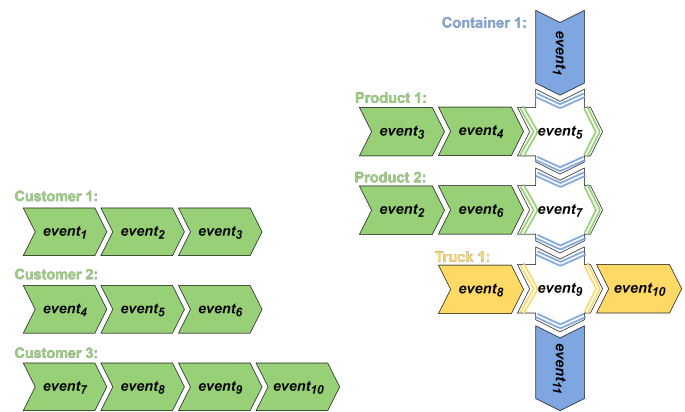 Container 1:
event1
Product 1:
event3 event4 event5
Product 2:
event2 event6 event7
Truck 1:
event8 event9 event10
event11
Customer 1:
event1 event2 event3
Customer 2:
event4 event5 event6
Customer 3:
event7 event8 event9 event10